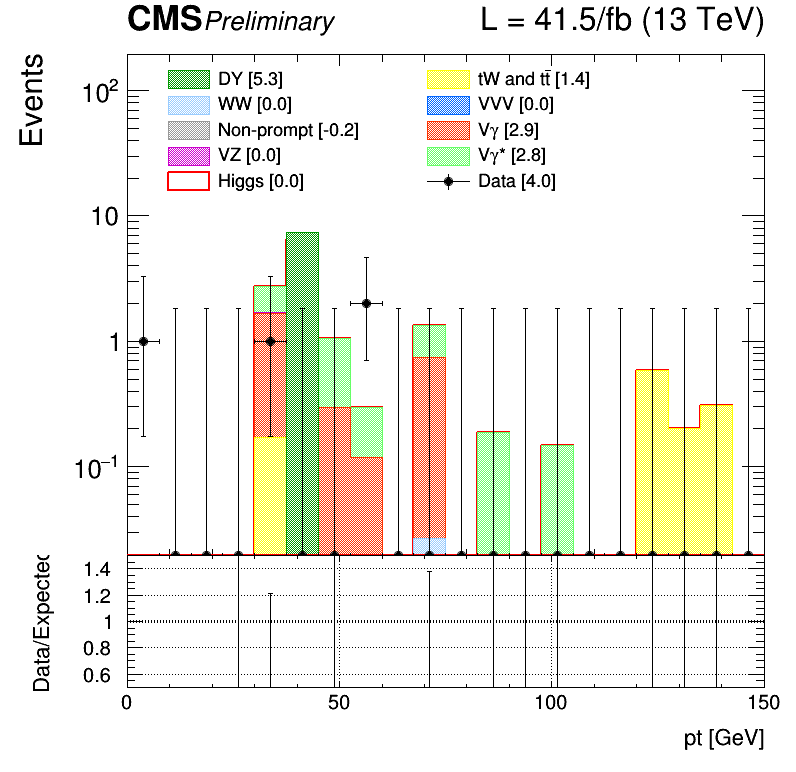 CMS Preliminary L = 41.5/fb (13 TeV)
Events
DY [5.3] tW and tt̄ [1.4]
WW [0.0] VVV [0.0]
Non-prompt [-0.2] Vγ [2.9]
VZ [0.0] Vγ* [2.8]
Higgs [0.0] Data [4.0]
10²
10
1
10⁻¹
Data/Expected
1.4
1.2
1
0.8
0.6
0 50 100 150
pt [GeV]